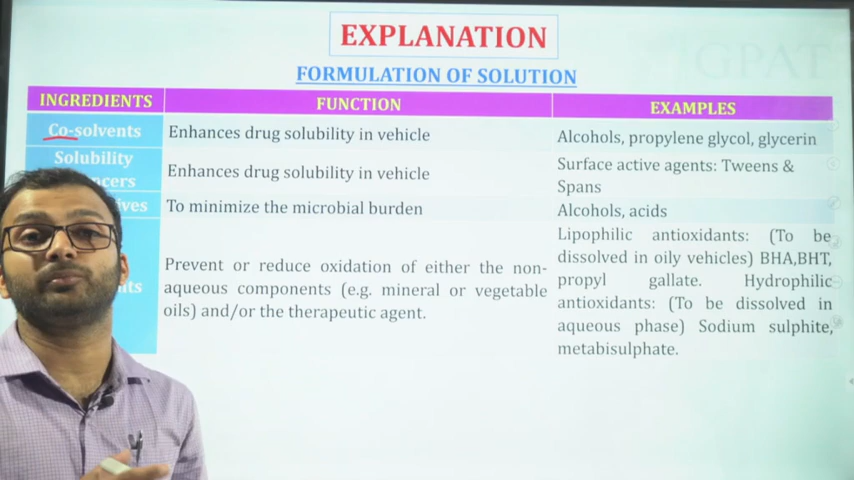 EXPLANATION
GPAT
FORMULATION OF SOLUTION
INGREDIENTS FUNCTION EXAMPLES
Co-solvents Enhances drug solubility in vehicle Alcohols, propylene glycol, glycerin
Solubility Enhances drug solubility in vehicle Surface active agents: Tweens &
Spans
To minimize the microbial burden Alcohols, acids
Prevent or reduce oxidation of either the non-
aqueous components (e.g. mineral or vegetable
oils) and/or the therapeutic agent.
Lipophilic antioxidants: (To be
dissolved in oily vehicles) BHA,BHT,
propyl gallate. Hydrophilic
antioxidants: (To be dissolved in
aqueous phase) Sodium sulphite,
metabisulphate.